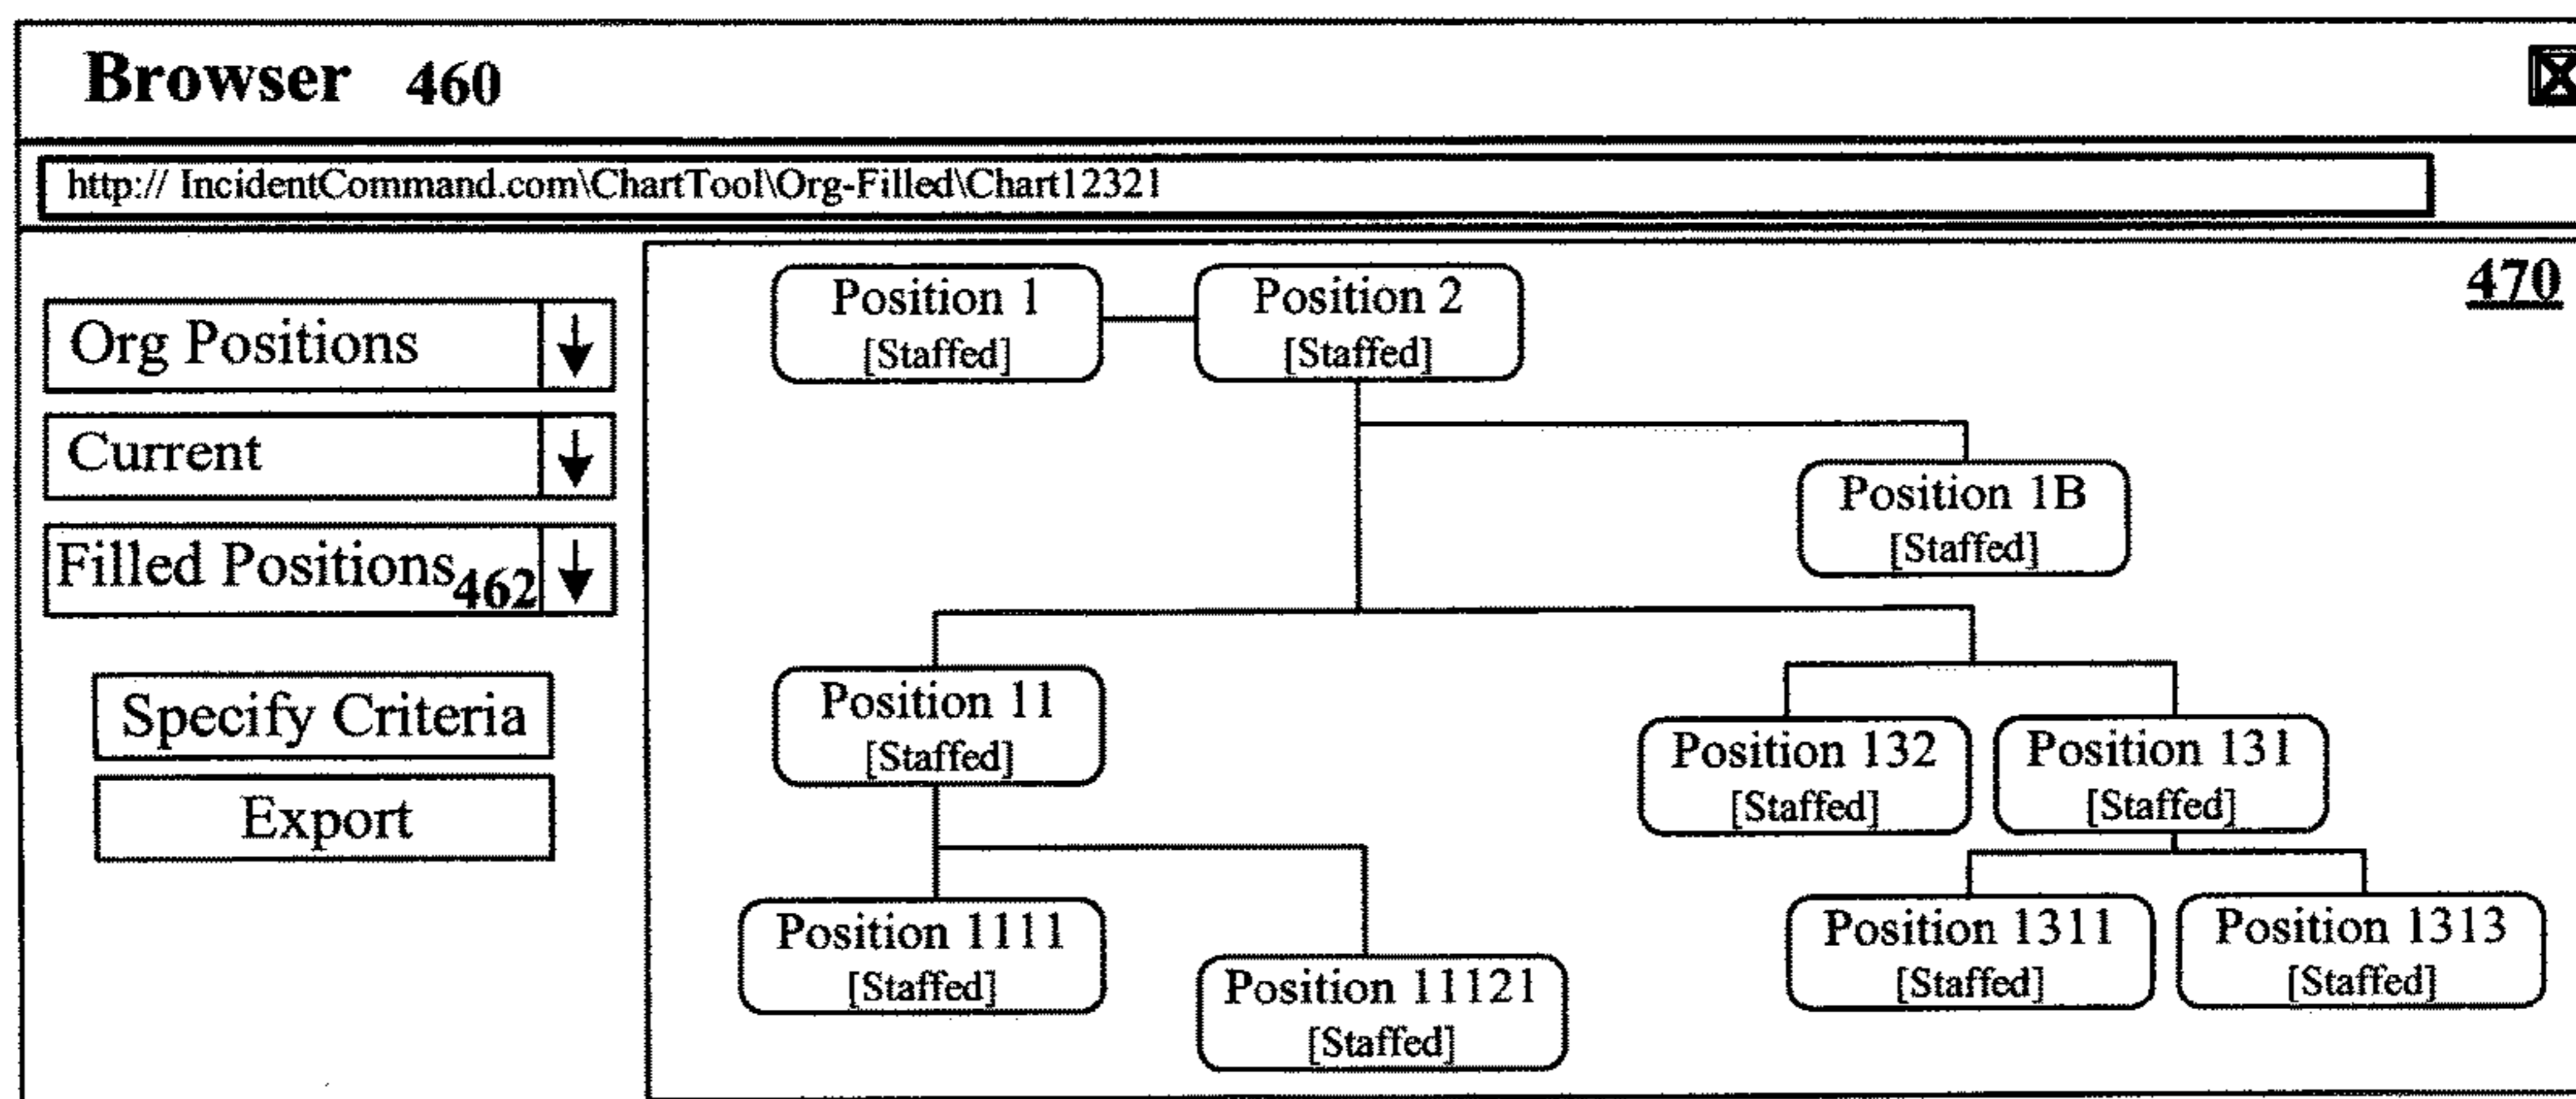 Browser 460
http:// IncidentCommand.com\ChartTool\Org-Filled\Chart12321
470
Org Positions
Current
Filled Positions 462
Specify Criteria
Export
Position 1
[Staffed]
Position 2
[Staffed]
Position 1B
[Staffed]
Position 11
[Staffed]
Position 132
[Staffed]
Position 131
[Staffed]
Position 1111
[Staffed]
Position 11121
[Staffed]
Position 1311
[Staffed]
Position 1313
[Staffed]